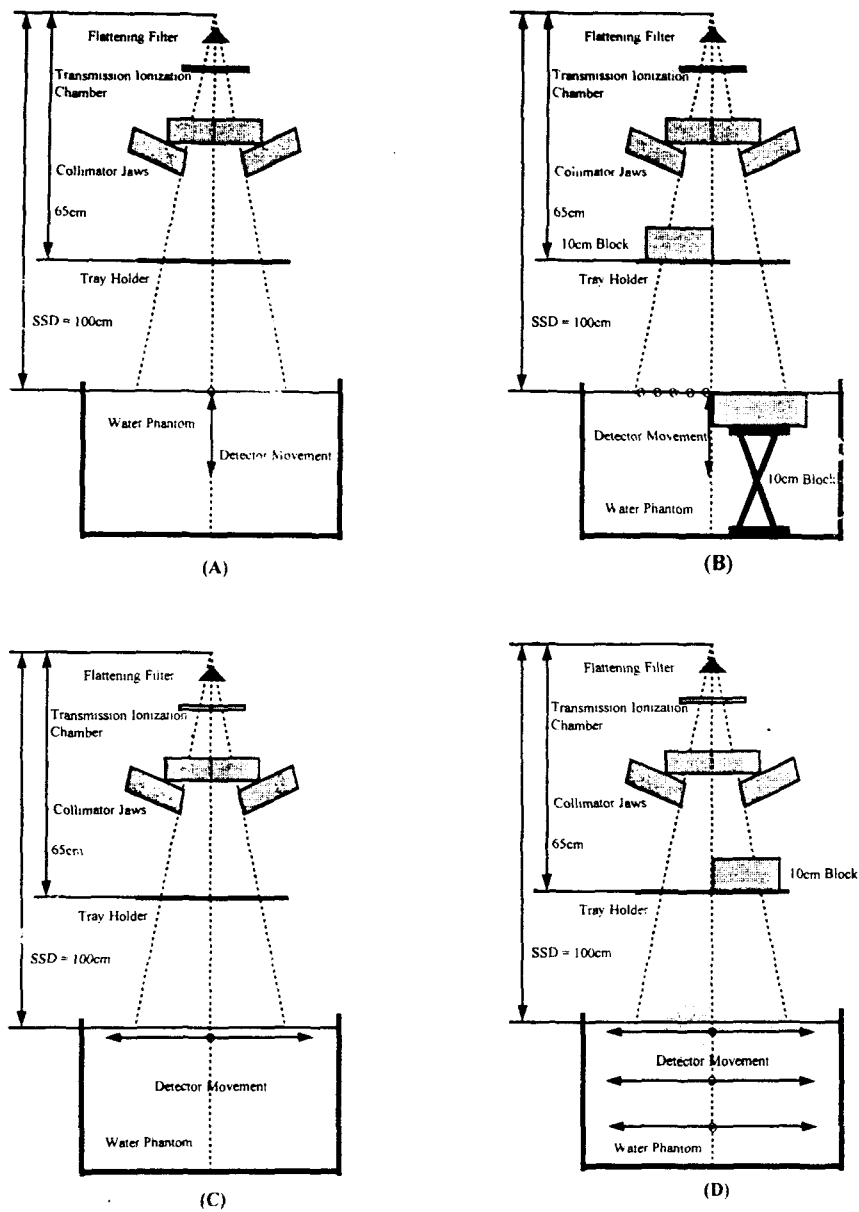 Flattening Filter
Transmission Ionization
Chamber
Collimator Jaws
65cm
Tray Holder
SSD = 100cm
Water Phantom
Detector Movement
(A)
Flattening Filter
Transmission Ionization
Chamber
Collimator Jaws
65cm
10cm Block
Tray Holder
SSD = 100cm
Detector Movement
10cm Block
Water Phantom
(B)
Flattening Filter
Transmission Ionization
Chamber
Collimator Jaws
65cm
Tray Holder
SSD = 100cm
Detector Movement
Water Phantom
(C)
Flattening Filter
Transmission Ionization
Chamber
Collimator Jaws
65cm
10cm Block
Tray Holder
SSD = 100cm
Detector Movement
Water Phantom
(D)